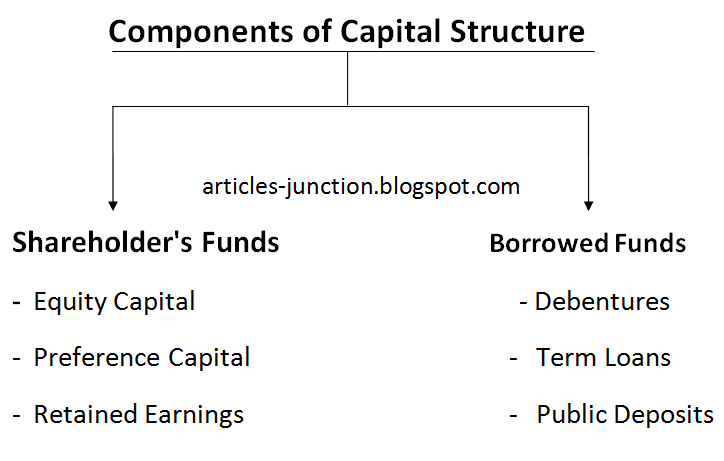 Components of Capital Structure
articles-junction.blogspot.com
Shareholder's Funds
- Equity Capital
- Preference Capital
- Retained Earnings
Borrowed Funds
- Debentures
- Term Loans
- Public Deposits